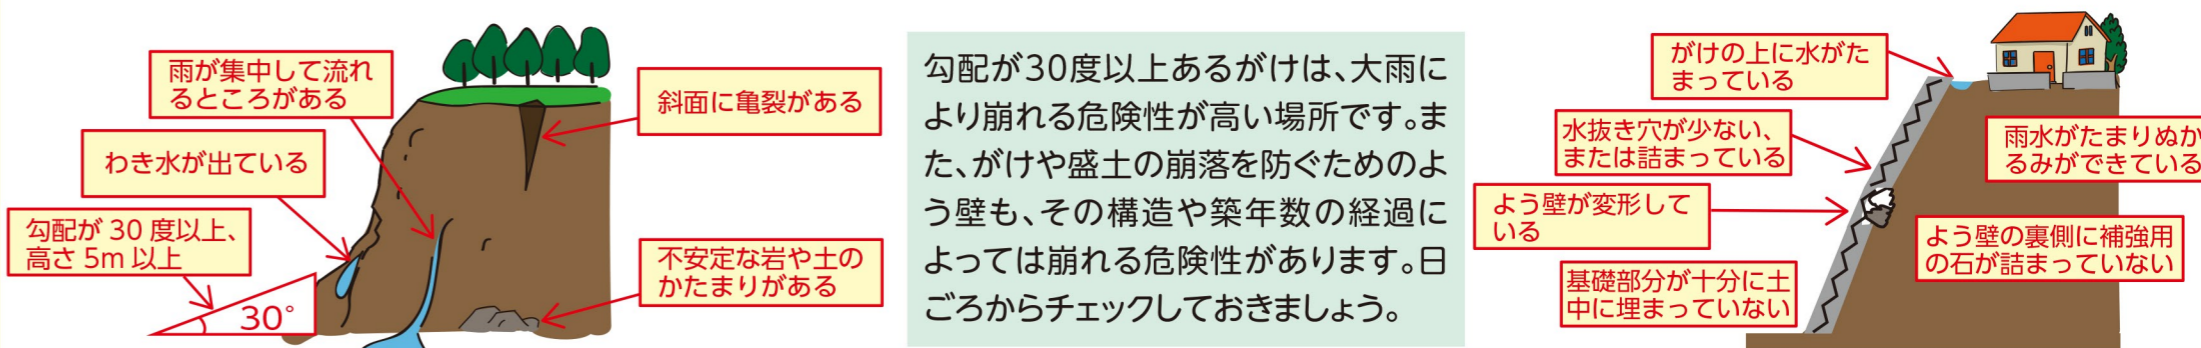 雨が集中して流れ
るところがある
わき水が出ている
勾配が 30 度以上、
高さ 5m 以上
30°
斜面に亀裂がある
不安定な岩や土の
かたまりがある
勾配が30度以上あるがけは、大雨に
より崩れる危険性が高い場所です。ま
た、がけや盛土の崩落を防ぐためのよ
う壁も、その構造や築年数の経過に
よっては崩れる危険性があります。日
ごろからチェックしておきましょう。
がけの上に水がた
まっている
水抜き穴が少ない、
または詰まっている
よう壁が変形して
いる
基礎部分が十分に土
中に埋まっていない
雨水がたまりぬか
るみができている
よう壁の裏側に補強用
の石が詰まっていない